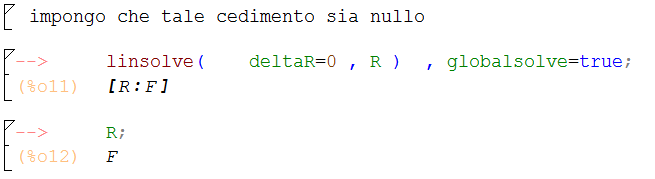 impongo che tale cedimento sia nullo
--> linsolve( deltaR=0 , R ) , globalsolve=true;
(%o11) [R:F]
--> R;
(%o12) F